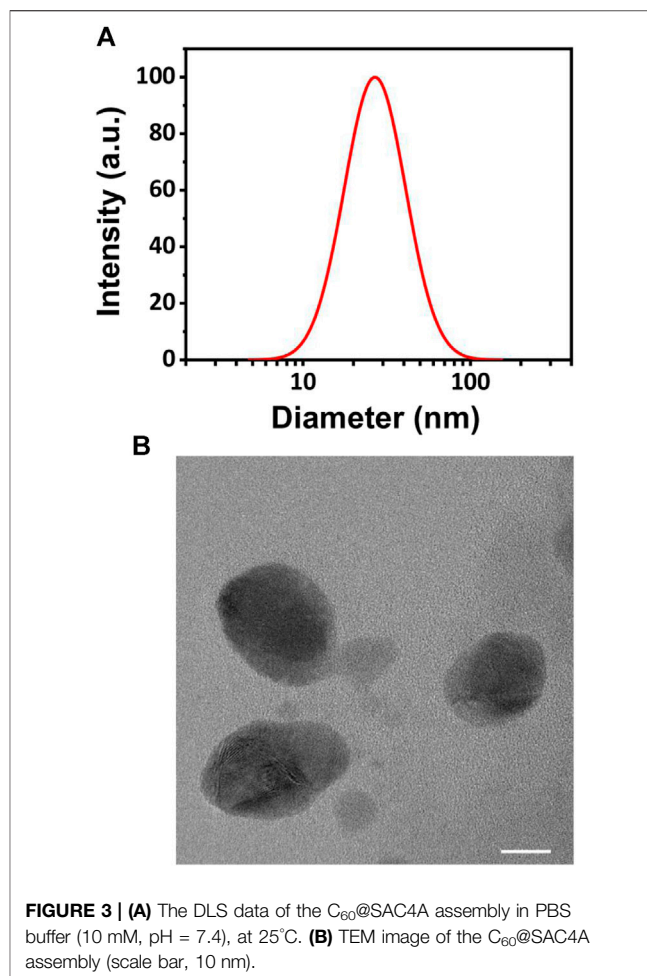 A
100
80
60
40
20
0
Intensity (a.u.)
10
100
Diameter (nm)
B
FIGURE 3 | (A) The DLS data of the C₆₀@SAC4A assembly in PBS
buffer (10 mM, pH = 7.4), at 25°C. (B) TEM image of the C₆₀@SAC4A
assembly (scale bar, 10 nm).